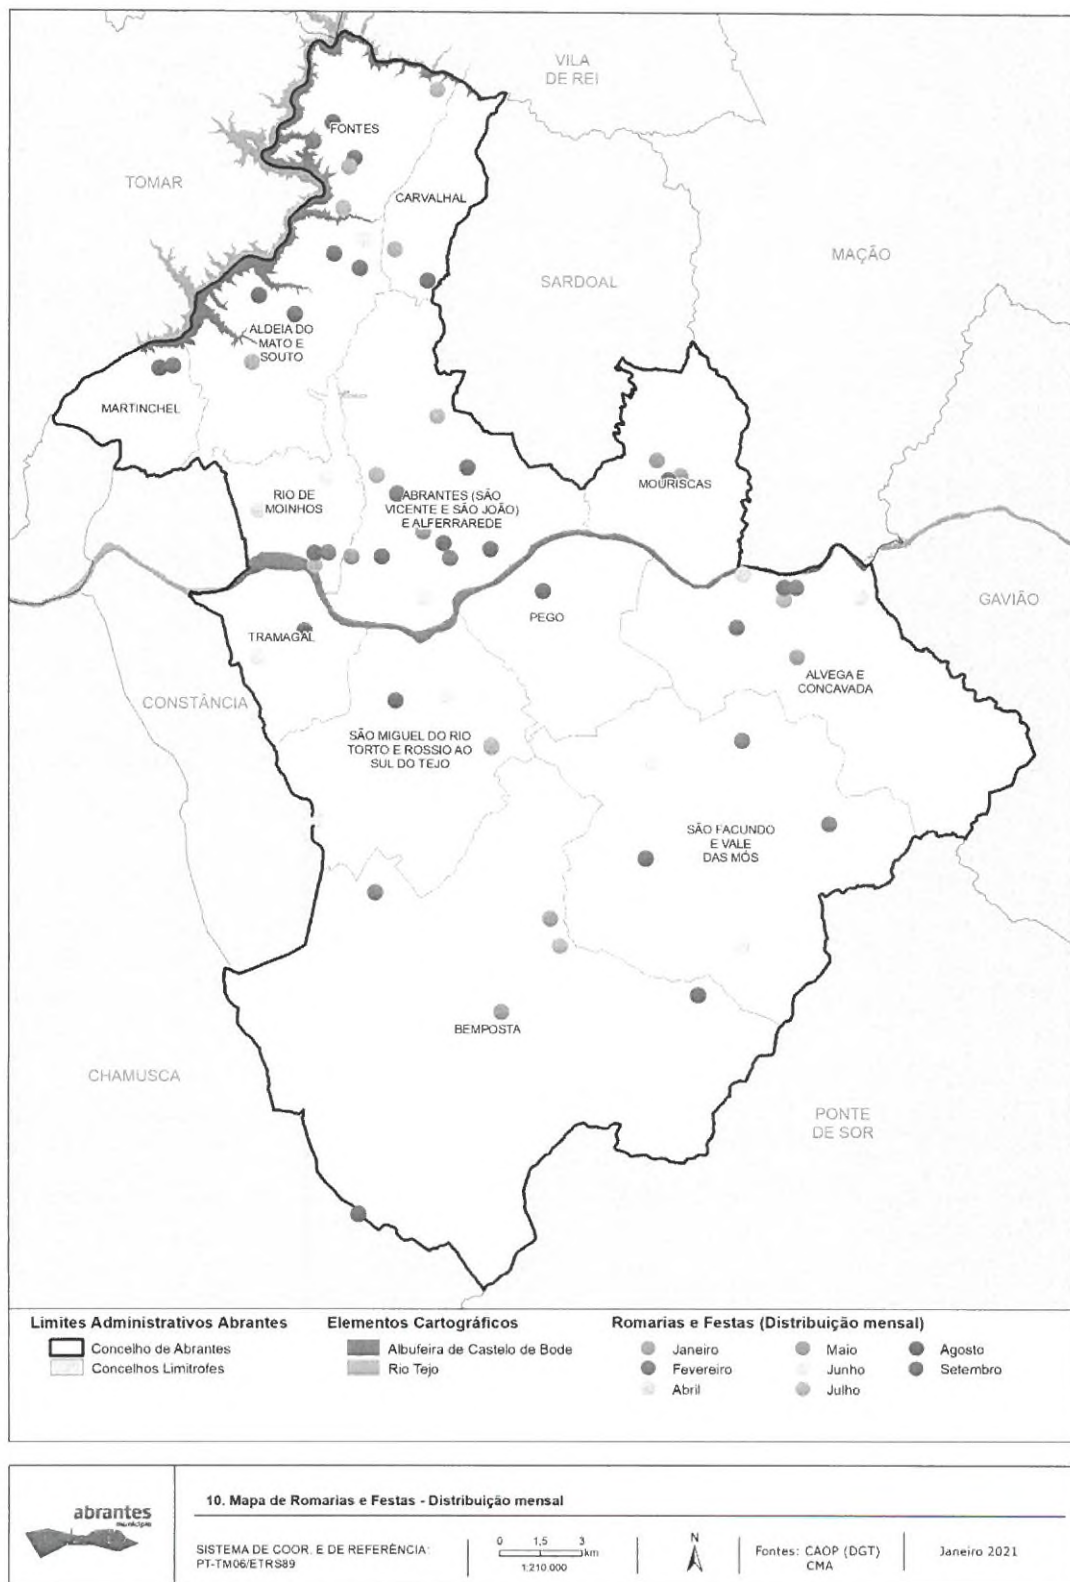 VILA
DE REI
FONTES
TOMAR
CARVALHAL
MAÇÃO
SARDOAL
ALDEIA DO
MATO E
SOUTO
MARTINCHEL
MOURISCAS
RIO DE
MOINHOS
ABRANTES (SÃO
VICENTE E SÃO JOÃO)
E ALFERRAREDE
GAVIÃO
PEGO
TRAMAGAL
ALVEGA E
CONCAVADA
CONSTÂNCIA
SÃO MIGUEL DO RIO
TORTO E ROSSIO AO
SUL DO TEJO
SÃO FACUNDO
E VALE
DAS MÓS
BEMPOSTA
CHAMUSCA
PONTE
DE SOR
Limites Administrativos Abrantes
Concelho de Abrantes
Concelhos Limitrofes
Elementos Cartográficos
Albufeira de Castelo de Bode
Rio Tejo
Romarias e Festas (Distribuição mensal)
Janeiro
Fevereiro
Abril
Maio
Junho
Julho
Agosto
Setembro
abrantes
município
10. Mapa de Romarias e Festas - Distribuição mensal
SISTEMA DE COOR. E DE REFERÊNCIA:
PT-TM06/ETRS89
0 1,5 3
km
1:210.000
N
Fontes: CAOP (DGT)
CMA
Janeiro 2021